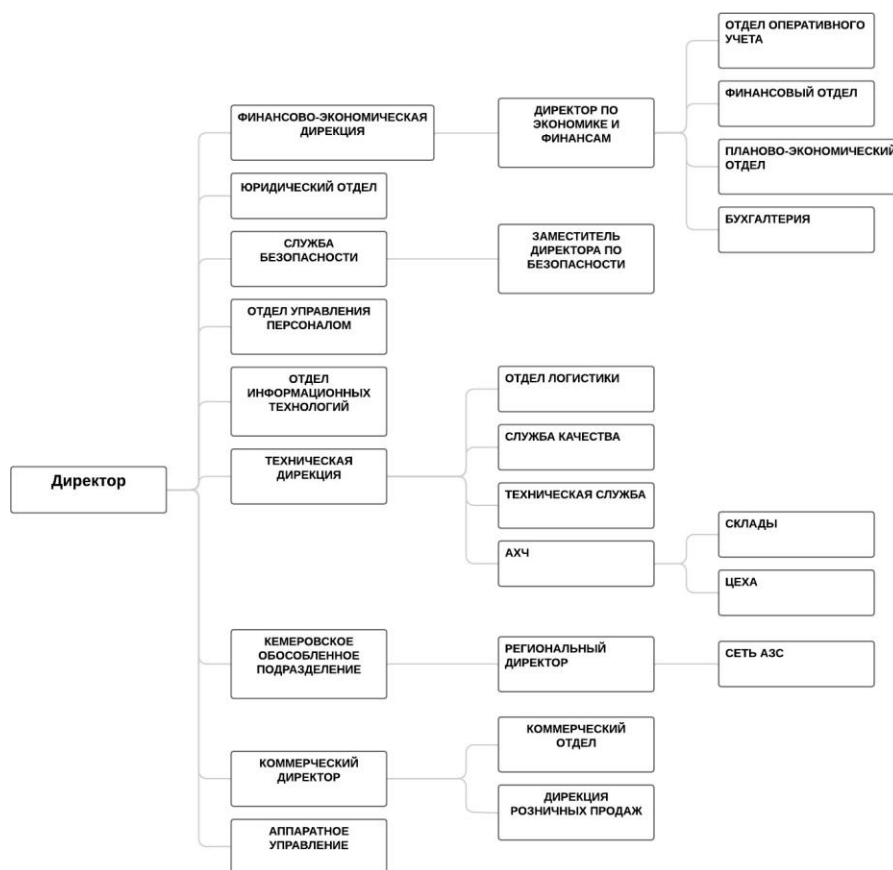 ОТДЕЛ ОПЕРАТИВНОГО
УЧЕТА
ФИНАНСОВО-ЭКОНОМИЧЕСКАЯ
ДИРЕКЦИЯ
ДИРЕКТОР ПО
ЭКОНОМИКЕ И
ФИНАНСАМ
ФИНАНСОВЫЙ ОТДЕЛ
ПЛАНОВО-ЭКОНОМИЧЕСКИЙ
ОТДЕЛ
БУХГАЛТЕРИЯ
ЮРИДИЧЕСКИЙ ОТДЕЛ
СЛУЖБА
БЕЗОПАСНОСТИ
ЗАМЕСТИТЕЛЬ
ДИРЕКТОРА ПО
БЕЗОПАСНОСТИ
ОТДЕЛ УПРАВЛЕНИЯ
ПЕРСОНАЛОМ
ОТДЕЛ
ИНФОРМАЦИОННЫХ
ТЕХНОЛОГИЙ
Директор
ТЕХНИЧЕСКАЯ
ДИРЕКЦИЯ
ОТДЕЛ ЛОГИСТИКИ
СЛУЖБА КАЧЕСТВА
ТЕХНИЧЕСКАЯ СЛУЖБА
АХЧ
СКЛАДЫ
ЦЕХА
КЕМЕРОВСКОЕ
ОБОСОБЛЕННОЕ
ПОДРАЗДЕЛЕНИЕ
РЕГИОНАЛЬНЫЙ
ДИРЕКТОР
СЕТЬ АЗС
КОММЕРЧЕСКИЙ
ДИРЕКТОР
КОММЕРЧЕСКИЙ
ОТДЕЛ
ДИРЕКЦИЯ
РОЗНИЧНЫХ ПРОДАЖ
АППАРАТНОЕ
УПРАВЛЕНИЕ